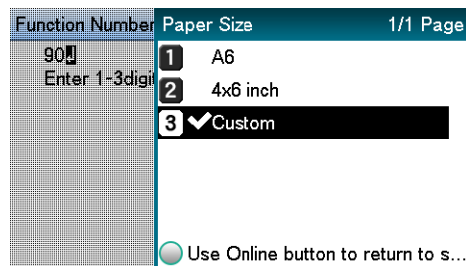 Function Number
90
Enter 1-3digi
Paper Size 1/1 Page
1 A6
2 4x6 inch
3 Custom
Use Online button to return to s...